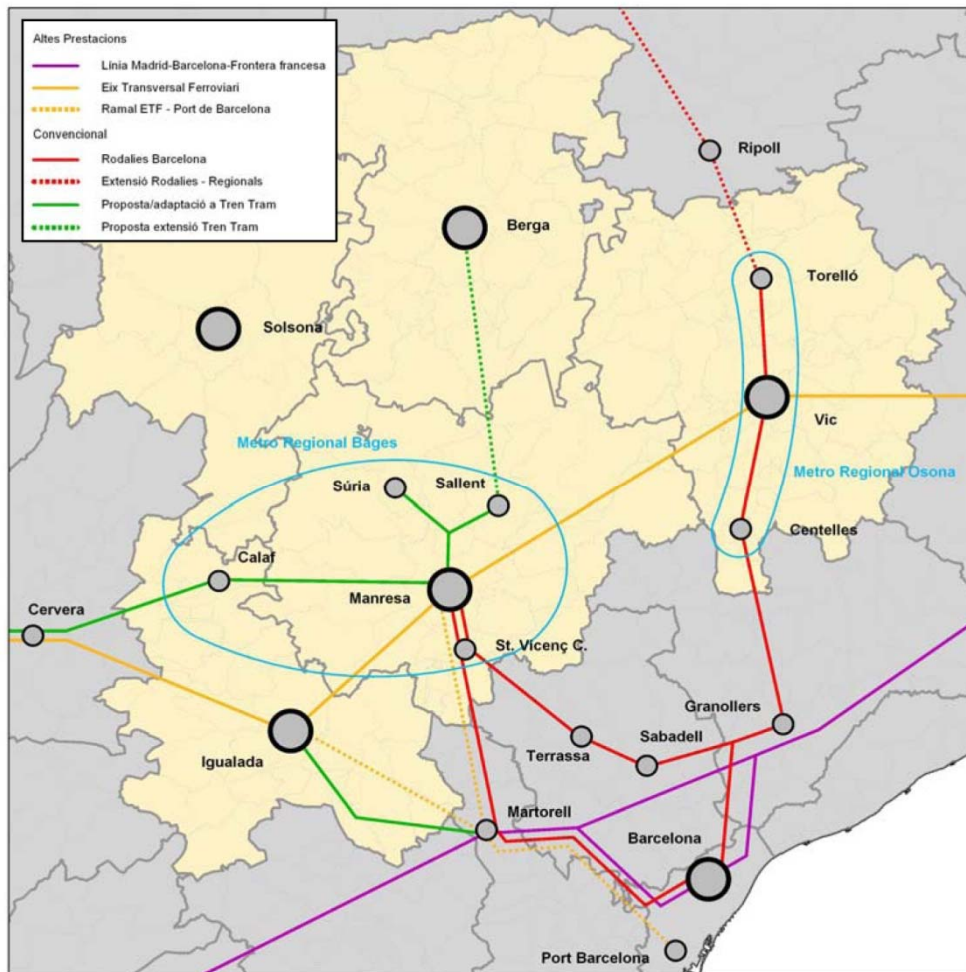 Altes Prestacions
Línia Madrid-Barcelona-Frontera francesa
Eix Transversal Ferroviari
Ramal ETF - Port de Barcelona
Convencional
Rodalies Barcelona
Extensió Rodalies - Regionals
Proposta/adaptació a Tren Tram
Proposta extensió Tren Tram
Ripoll
Berga
Torelló
Solsona
Vic
Metro Regional Bages
Metro Regional Osona
Súria
Sallent
Centelles
Calaf
Manresa
Cervera
St. Vicenç C.
Granollers
Igualada
Terrassa
Sabadell
Martorell
Barcelona
Port Barcelona